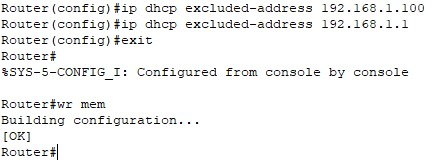 Router(config)#ip dhcp excluded-address 192.168.1.100
Router(config)#ip dhcp excluded-address 192.168.1.1
Router(config)#exit
Router#
%SYS-5-CONFIG_I: Configured from console by console
Router#wr mem
Building configuration...
[OK]
Router#